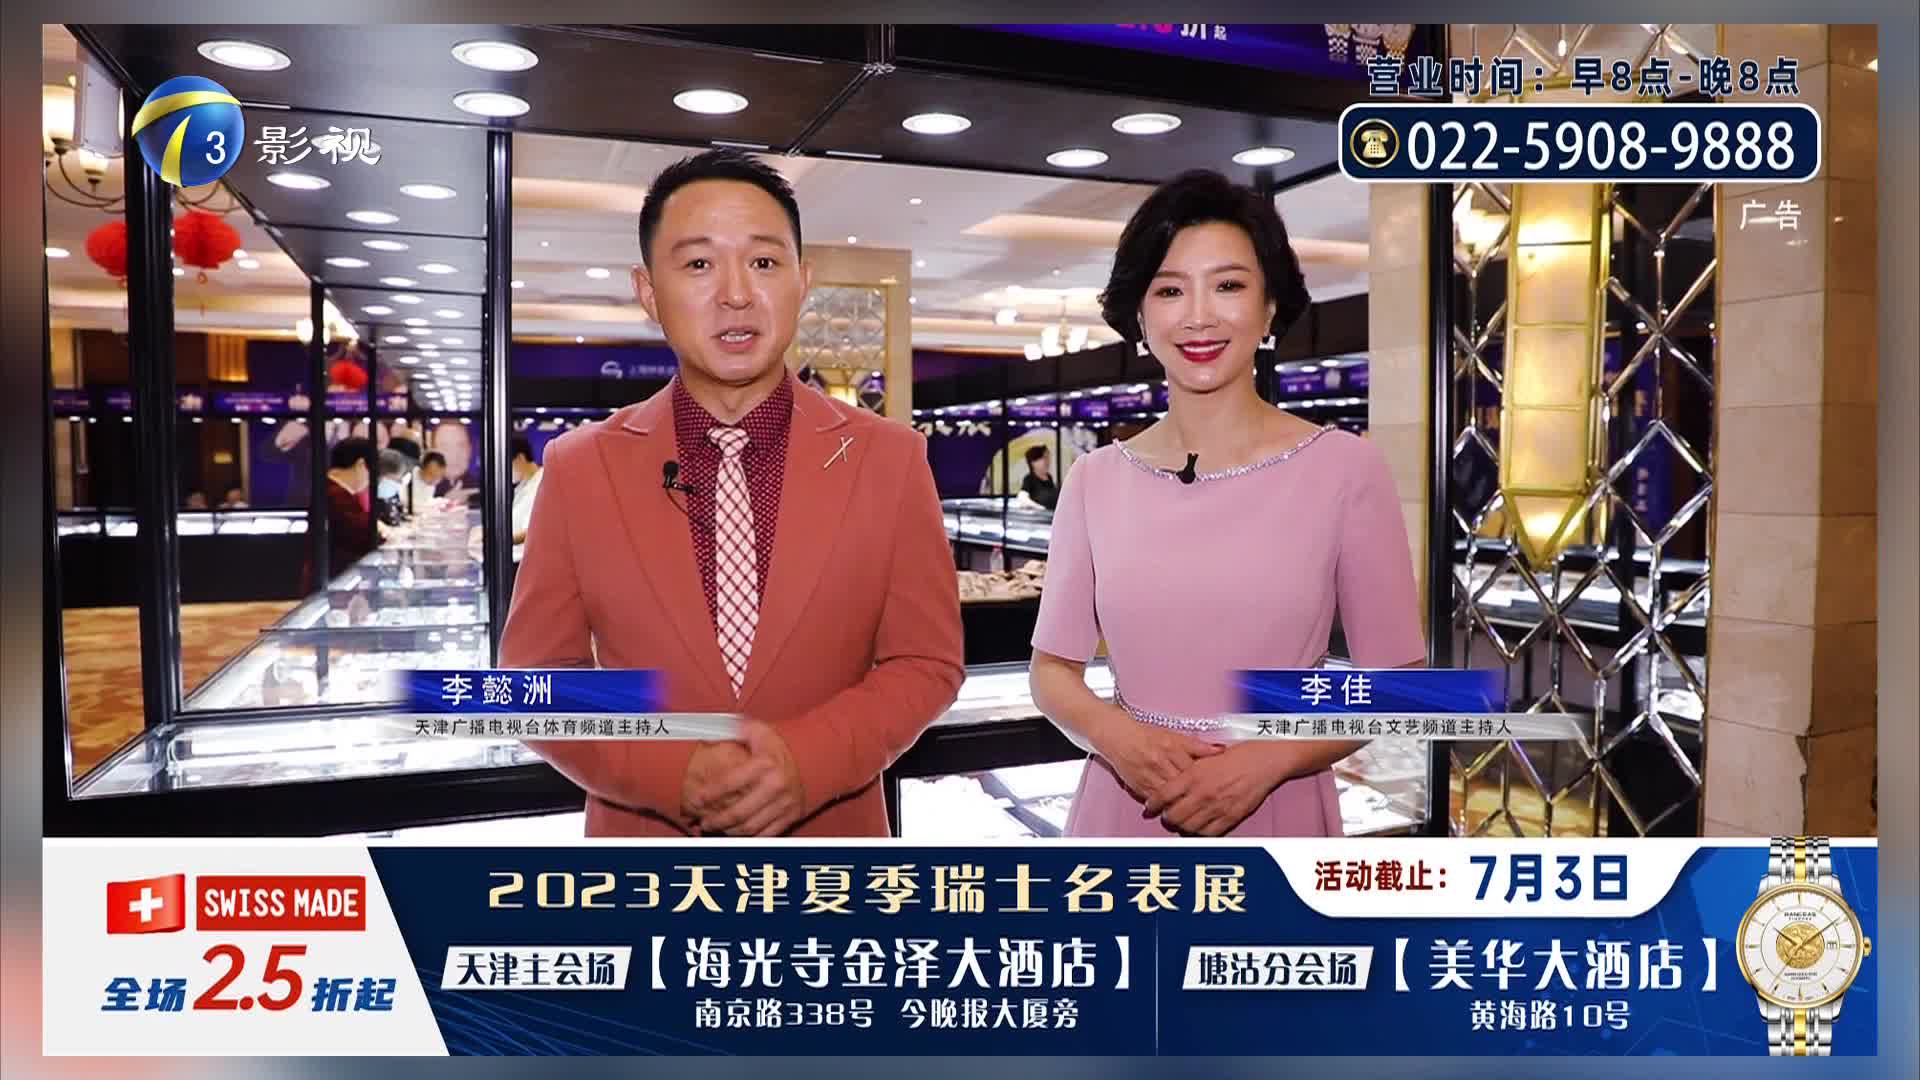 营业时间：早8点-晚8点
022-5908-9888
广告
3 影视
李懿洲
天津广播电视台体育频道主持人
李佳
天津广播电视台文艺频道主持人
SWISS MADE
全场2.5折起
2023天津夏季瑞士名表展
活动截止：7月3日
天津主会场【海光寺金泽大酒店】
南京路338号 今晚报大厦旁
塘沽分会场【美华大酒店】
黄海路10号